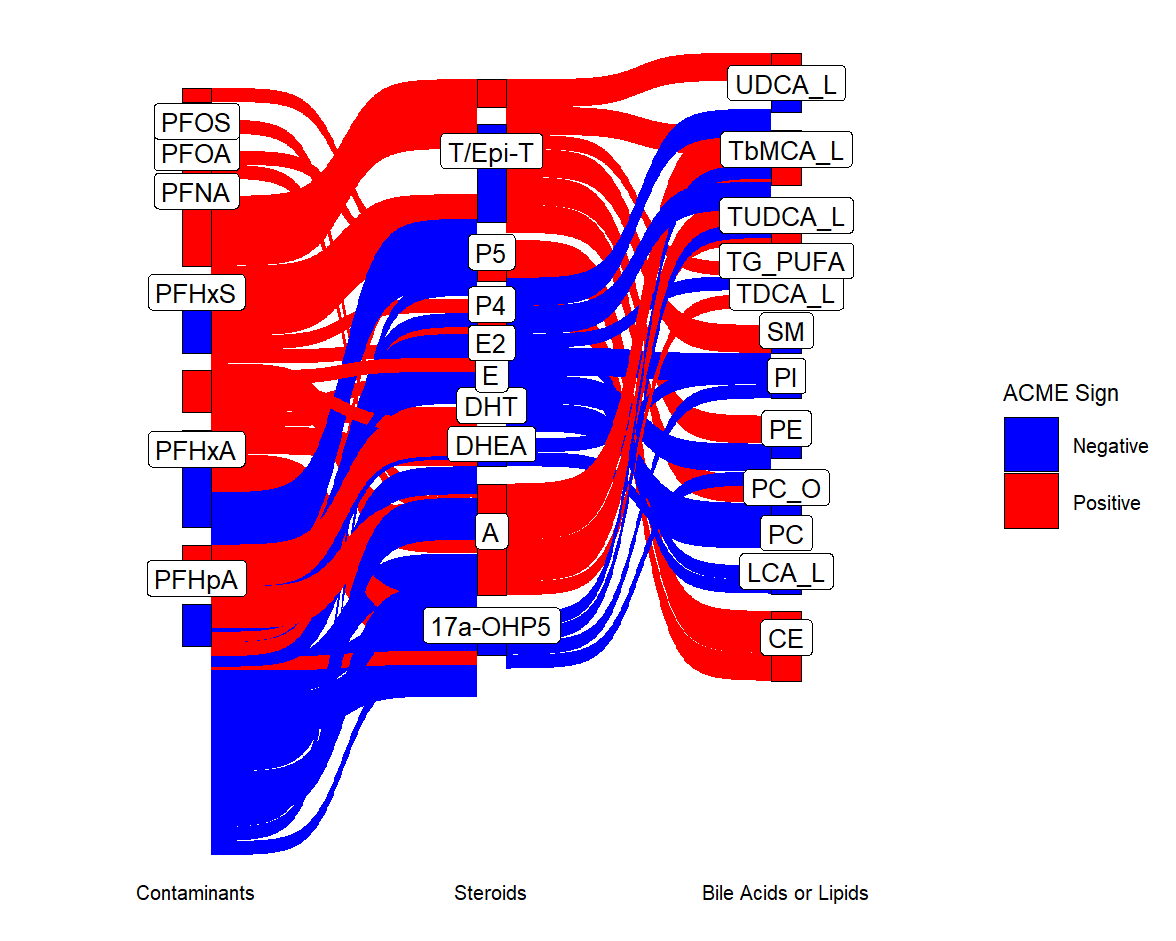 PFOS
PFOA
PFNA
PFHxS
PFHxA
PFHpA
T/Epi-T
P5
P4
E2
E
DHT
DHEA
A
17a-OHP5
UDCA_L
TbMCA_L
TUDCA_L
TG_PUFA
TDCA_L
SM
PI
PE
PC_O
PC
LCA_L
CE
ACME Sign
Negative
Positive
Contaminants
Steroids
Bile Acids or Lipids